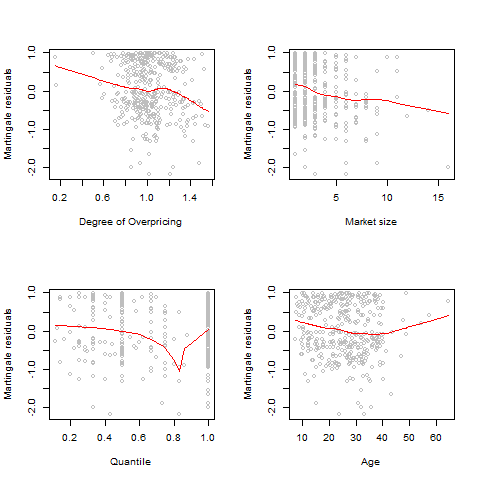 1.0
0.0
-1.0
-2.0
Martingale residuals
0.2 0.6 1.0 1.4
Degree of Overpricing
1.0
0.0
-1.0
-2.0
Martingale residuals
5 10 15
Market size
1.0
0.0
-1.0
-2.0
Martingale residuals
0.2 0.4 0.6 0.8 1.0
Quantile
1.0
0.0
-1.0
-2.0
Martingale residuals
10 20 30 40 50 60
Age